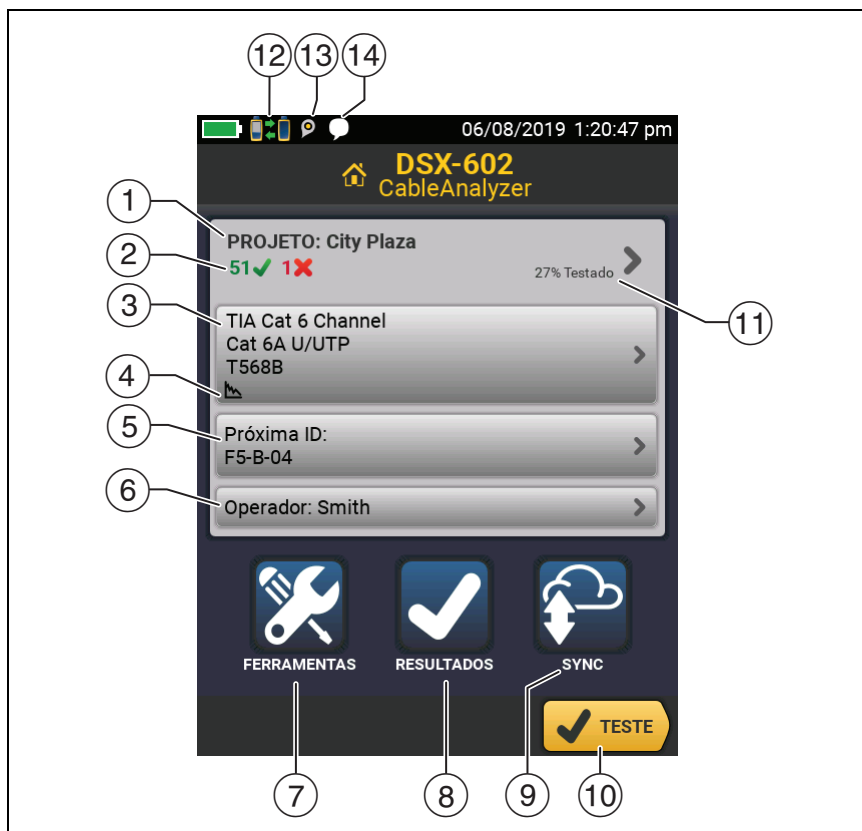 12 13 14
06/08/2019 1:20:47 pm
DSX-602
CableAnalyzer
1
PROJETO: City Plaza
2
51 1
27% Testado
11
3
TIA Cat 6 Channel
Cat 6A U/UTP
T568B
4
5
Próxima ID:
F5-B-04
6
Operador: Smith
FERRAMENTAS RESULTADOS SYNC
TESTE
7 8 9 10